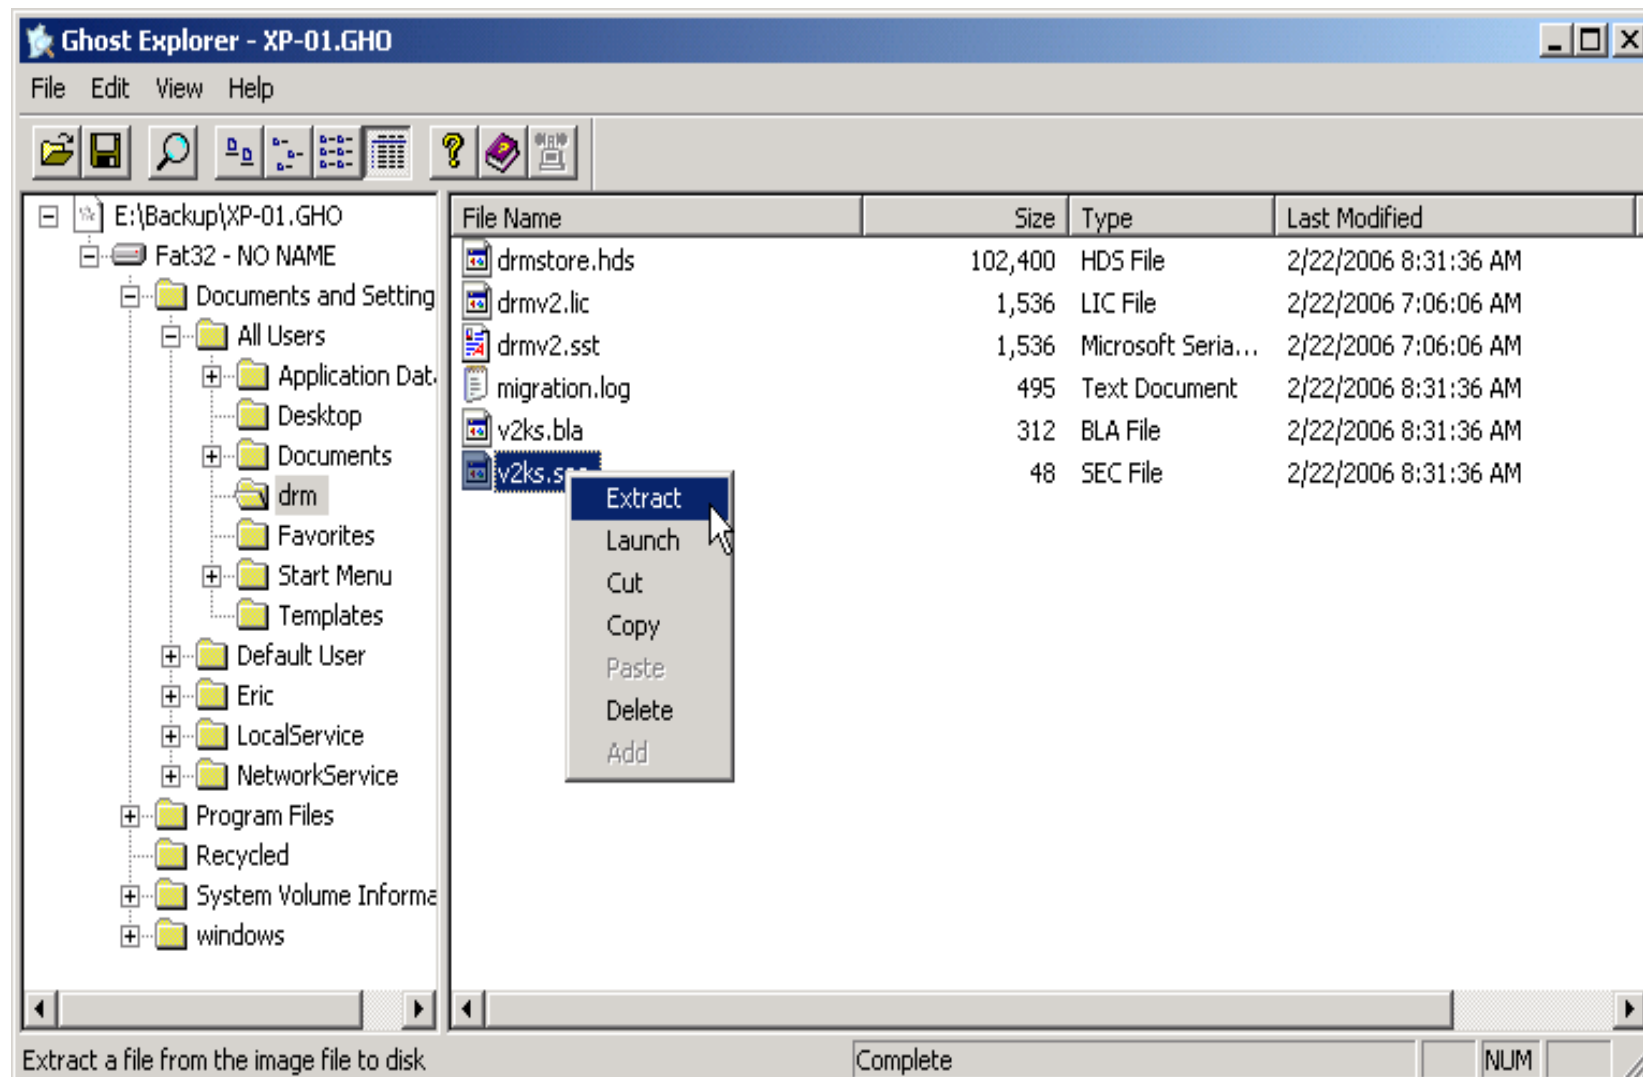 Ghost Explorer - XP-01.GHO
File Edit View Help
E:\Backup\XP-01.GHO
Fat32 - NO NAME
Documents and Setting
All Users
Application Dat
Desktop
Documents
drm
Favorites
Start Menu
Templates
Default User
Eric
LocalService
NetworkService
Program Files
Recycled
System Volume Informa
windows
File Name Size Type Last Modified
drmstore.hds 102,400 HDS File 2/22/2006 8:31:36 AM
drmv2.lic 1,536 LIC File 2/22/2006 7:06:06 AM
drmv2.sst 1,536 Microsoft Seria... 2/22/2006 7:06:06 AM
migration.log 495 Text Document 2/22/2006 8:31:36 AM
v2ks.bla 312 BLA File 2/22/2006 8:31:36 AM
v2ks.sec 48 SEC File 2/22/2006 8:31:36 AM
Extract
Launch
Cut
Copy
Paste
Delete
Add
Extract a file from the image file to disk Complete NUM